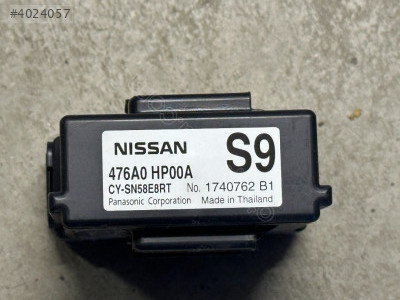 #4024057
NISSAN S9
476A0 HP00A
CY-SN58E8RT No. 1740762 B1
Panasonic Corporation Made in Thailand